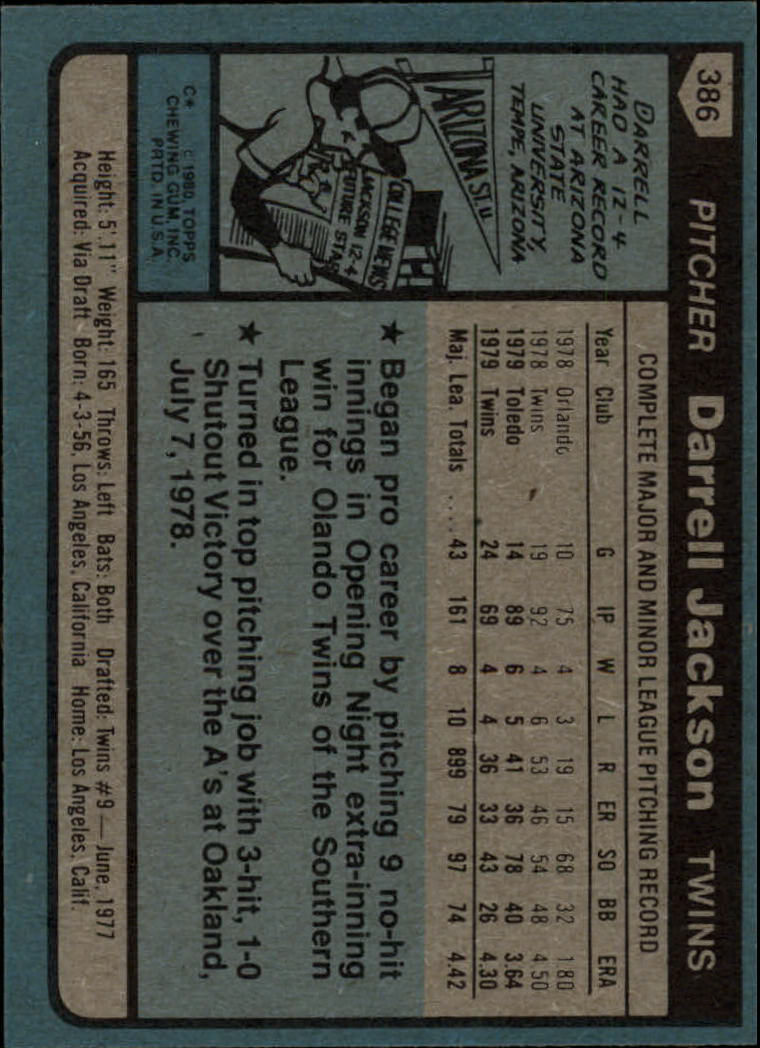 386
PITCHER Darrell Jackson TWINS
DARRELL
HAD A 12-4
CAREER RECORD
AT ARIZONA
STATE
UNIVERSITY,
TEMPE, ARIZONA
ARIZONA ST. U
COLLEGE NEWS
JACKSON 12-4
FUTURE STAR
C* © 1980 TOPPS
CHEWING GUM, INC.
PRTD. IN U.S.A.
COMPLETE MAJOR AND MINOR LEAGUE PITCHING RECORD
Year Club G IP W L R ER SO BB ERA
1978 Orlando 10 75 4 3 19 15 68 32 1.80
1978 Twins 19 92 4 6 53 46 54 48 4.50
1979 Toledo 14 89 6 5 41 36 78 40 3.64
1979 Twins 24 69 4 4 36 33 43 26 4.30
Maj. Lea. Totals .... 43 161 8 10 899 79 97 74 4.42
★ Began pro career by pitching 9 no-hit
innings in Opening Night extra-inning
win for Olando Twins of the Southern
League.
★ Turned in top pitching job with 3-hit, 1-0
Shutout Victory over the A's at Oakland,
July 7, 1978.
Height: 5'.11" Weight: 165 Throws: Left Bats: Both Drafted: Twins #9 — June, 1977
Acquired: Via Draft Born: 4-3-56, Los Angeles, California Home: Los Angeles, Calif.